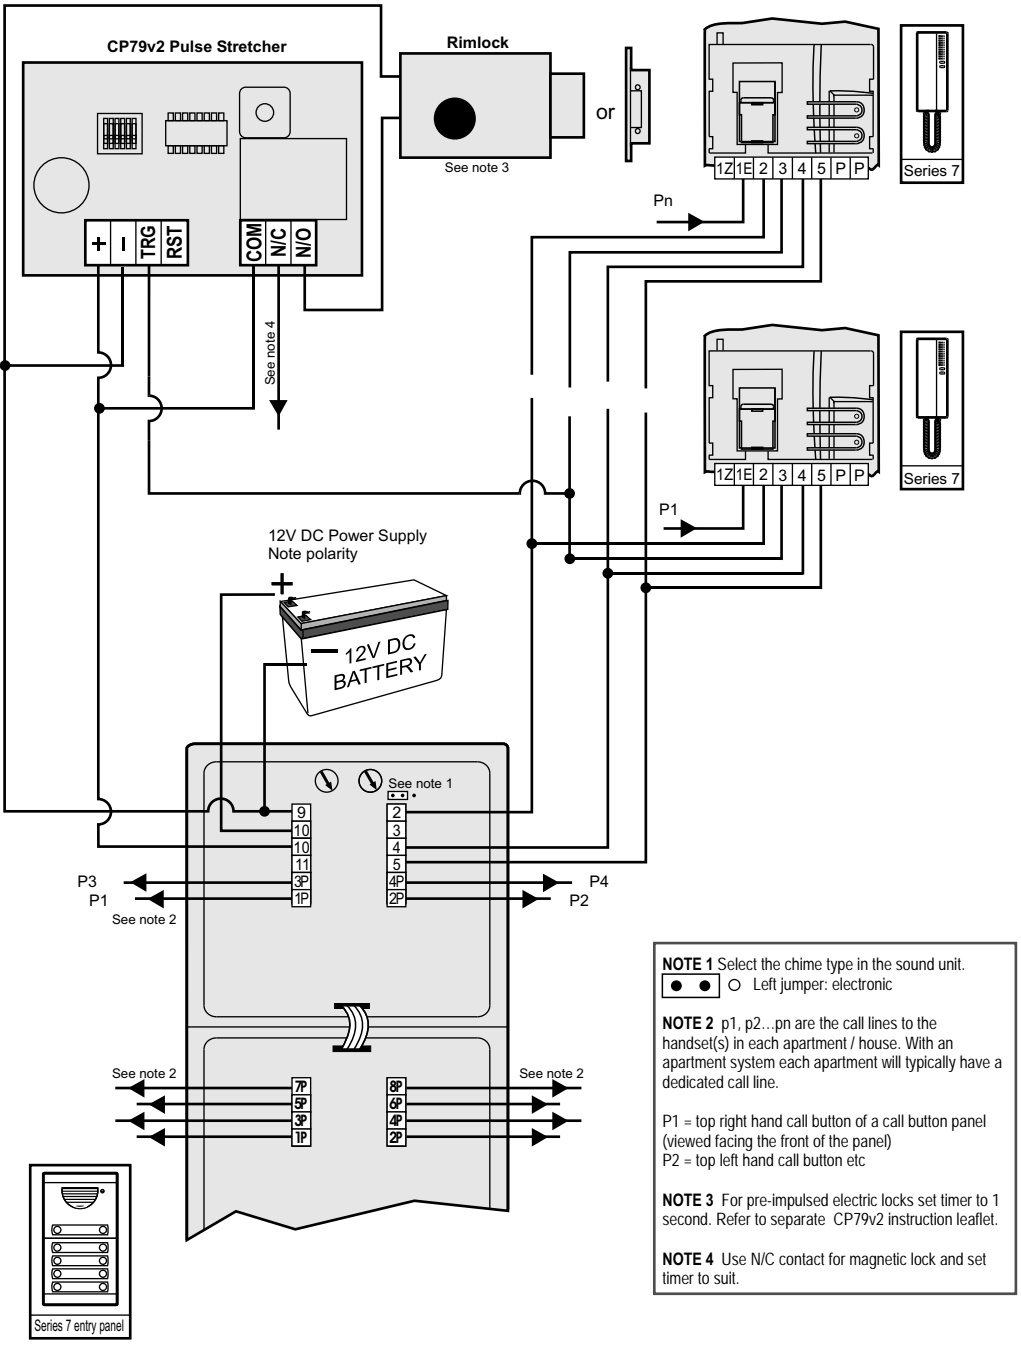 CP79v2 Pulse Stretcher
Rimlock
or
See note 3
+
–
TRG
RST
COM
N/C
N/O
See note 4
1Z 1E 2 3 4 5 P P
Series 7
Pn
1Z 1E 2 3 4 5 P P
Series 7
P1
12V DC Power Supply
Note polarity
+
– 12V DC
BATTERY
See note 1
9
10
10
11
3P
1P
2
3
4
5
4P
2P
P3
P1
See note 2
P4
P2
See note 2
See note 2
7P
5P
3P
1P
8P
6P
4P
2P
Series 7 entry panel
NOTE 1 Select the chime type in the sound unit.
Left jumper: electronic
NOTE 2 p1, p2...pn are the call lines to the
handset(s) in each apartment / house. With an
apartment system each apartment will typically have a
dedicated call line.
P1 = top right hand call button of a call button panel
(viewed facing the front of the panel)
P2 = top left hand call button etc
NOTE 3 For pre-impulsed electric locks set timer to 1
second. Refer to separate CP79v2 instruction leaflet.
NOTE 4 Use N/C contact for magnetic lock and set
timer to suit.